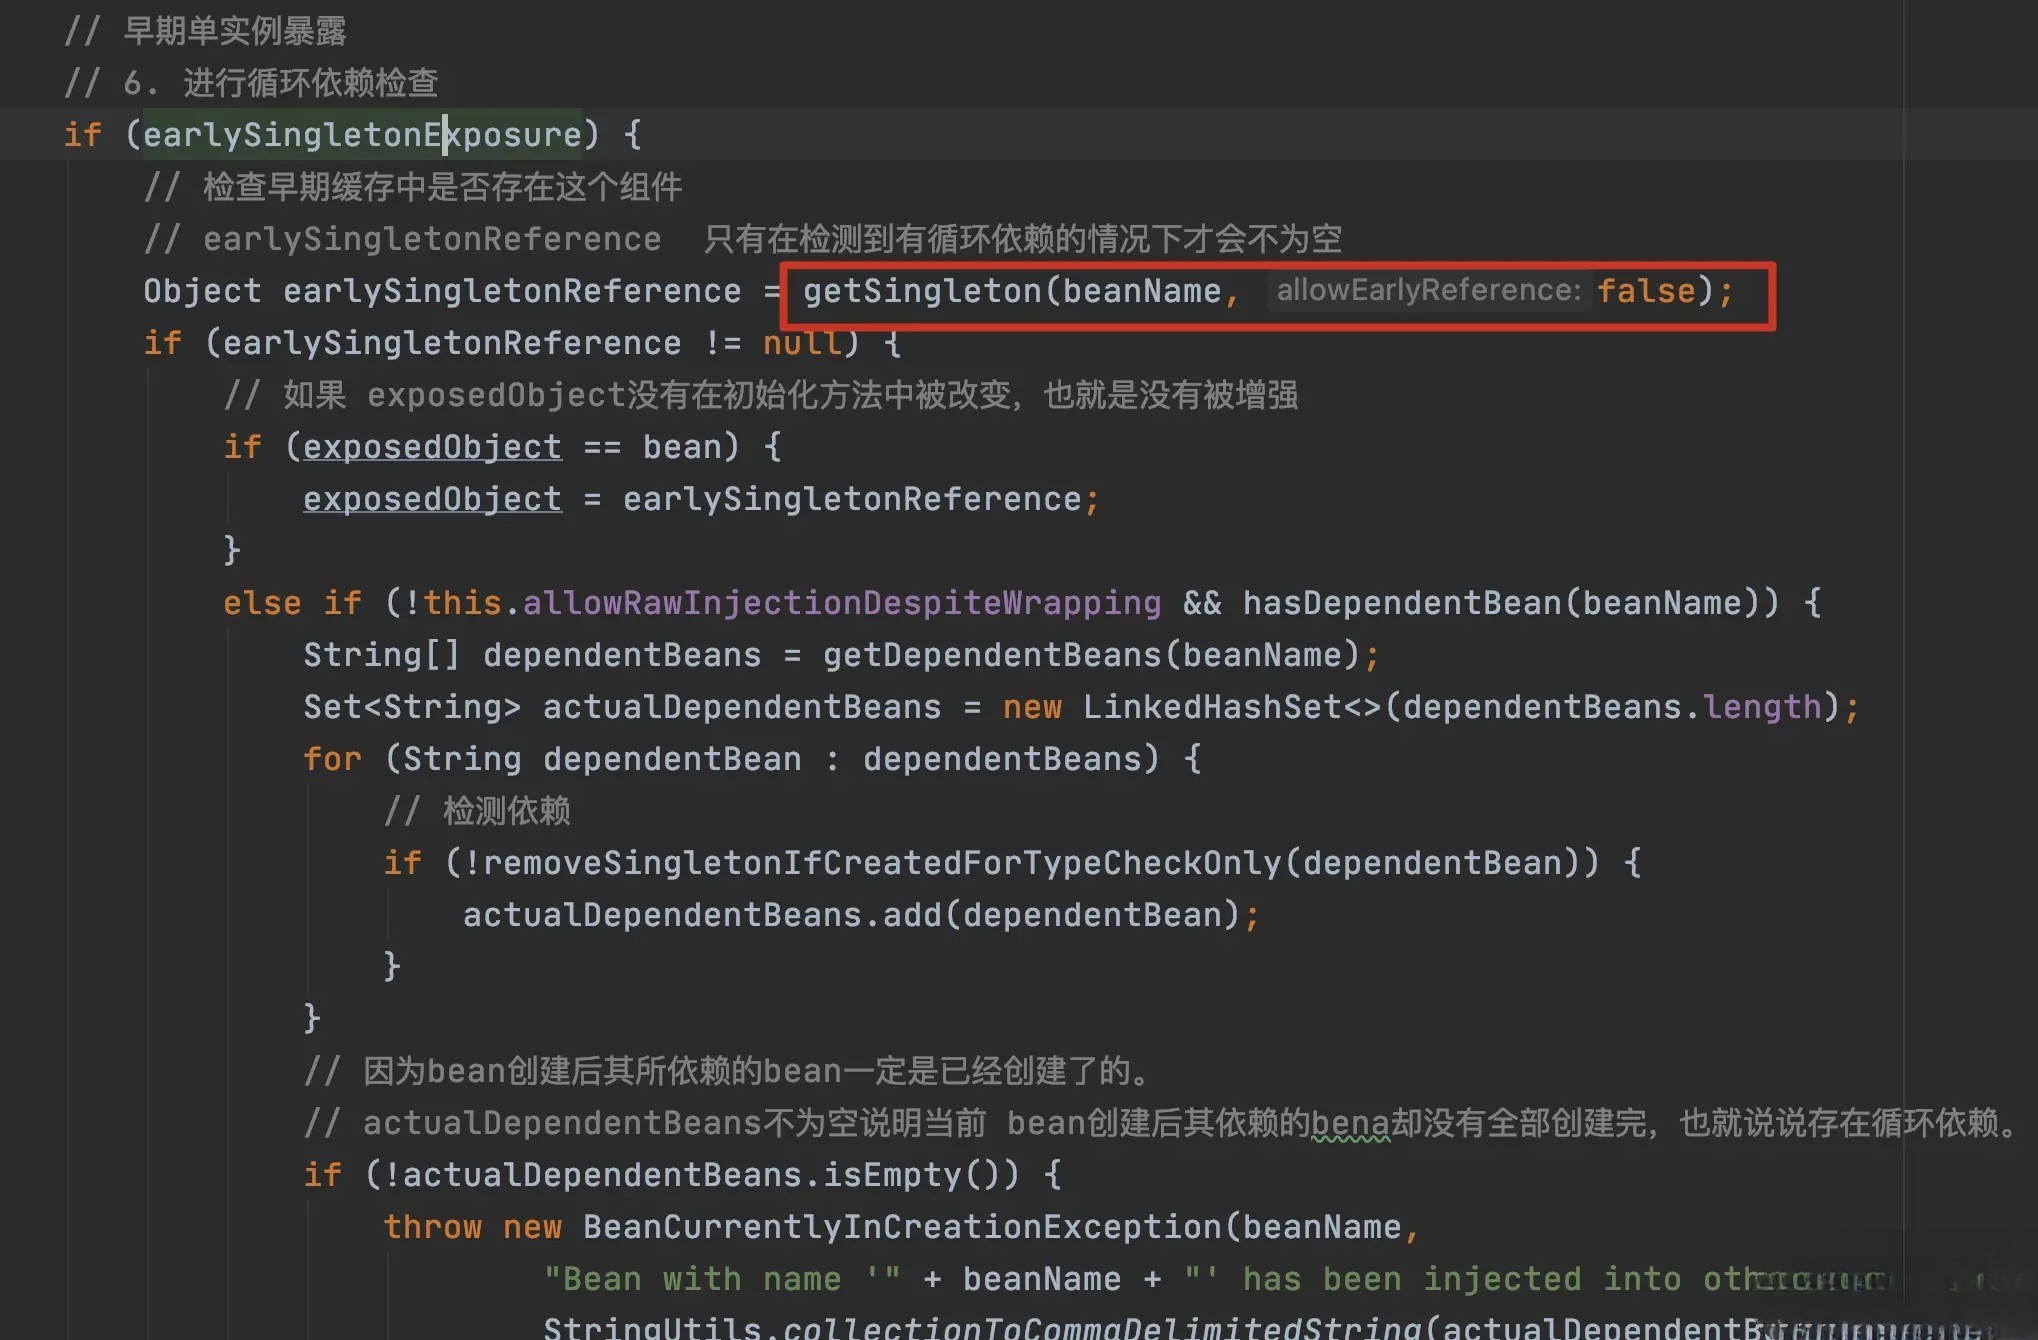 // 早期单实例暴露
// 6. 进行循环依赖检查
if (earlySingletonExposure) {
// 检查早期缓存中是否存在这个组件
// earlySingletonReference  只有在检测到有循环依赖的情况下才会不为空
Object earlySingletonReference = getSingleton(beanName, allowEarlyReference: false);
if (earlySingletonReference != null) {
// 如果 exposedObject没有在初始化方法中被改变，也就是没有被增强
if (exposedObject == bean) {
exposedObject = earlySingletonReference;
}
else if (!this.allowRawInjectionDespiteWrapping && hasDependentBean(beanName)) {
String[] dependentBeans = getDependentBeans(beanName);
Set<String> actualDependentBeans = new LinkedHashSet<>(dependentBeans.length);
for (String dependentBean : dependentBeans) {
// 检测依赖
if (!removeSingletonIfCreatedForTypeCheckOnly(dependentBean)) {
actualDependentBeans.add(dependentBean);
}
}
// 因为bean创建后其所依赖的bean一定是已经创建了的。
// actualDependentBeans不为空说明当前 bean创建后其依赖的bena却没有全部创建完，也就说说存在循环依赖。
if (!actualDependentBeans.isEmpty()) {
throw new BeanCurrentlyInCreationException(beanName,
"Bean with name '" + beanName + "' has been injected into
StringUtils.collectionToCommaDelimitedString(